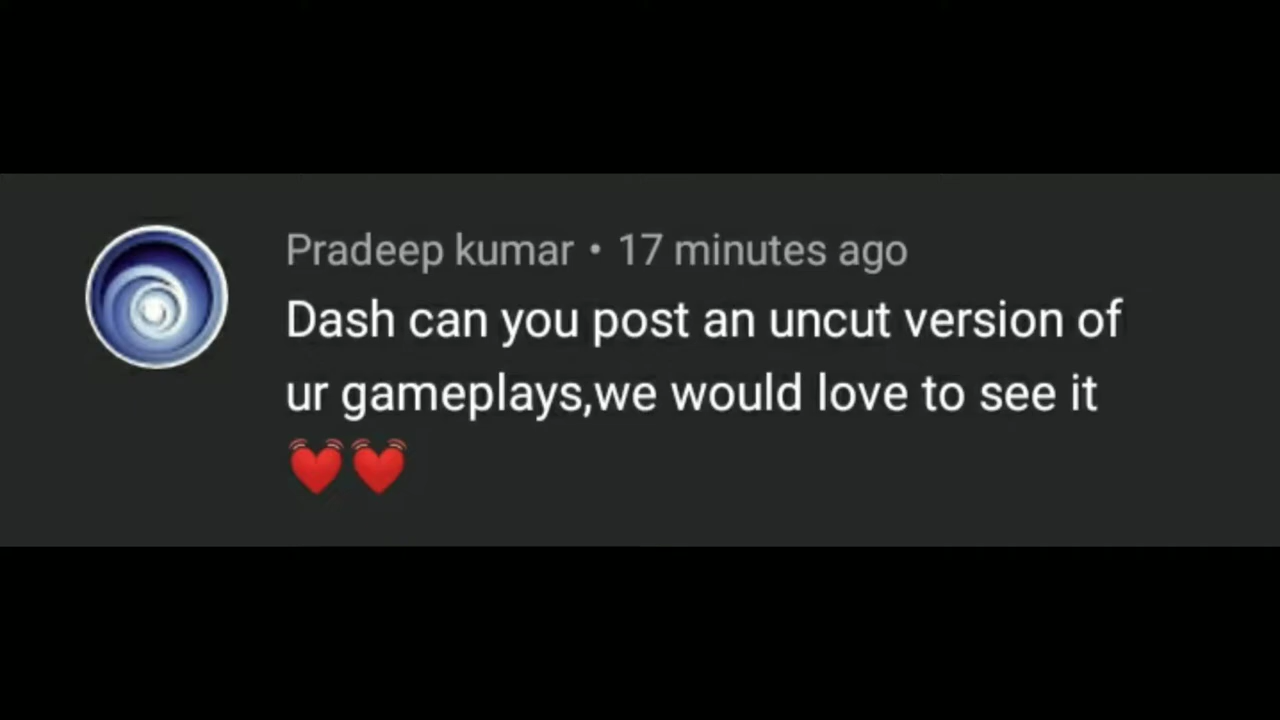 Pradeep kumar • 17 minutes ago
Dash can you post an uncut version of
ur gameplays,we would love to see it
💓💓